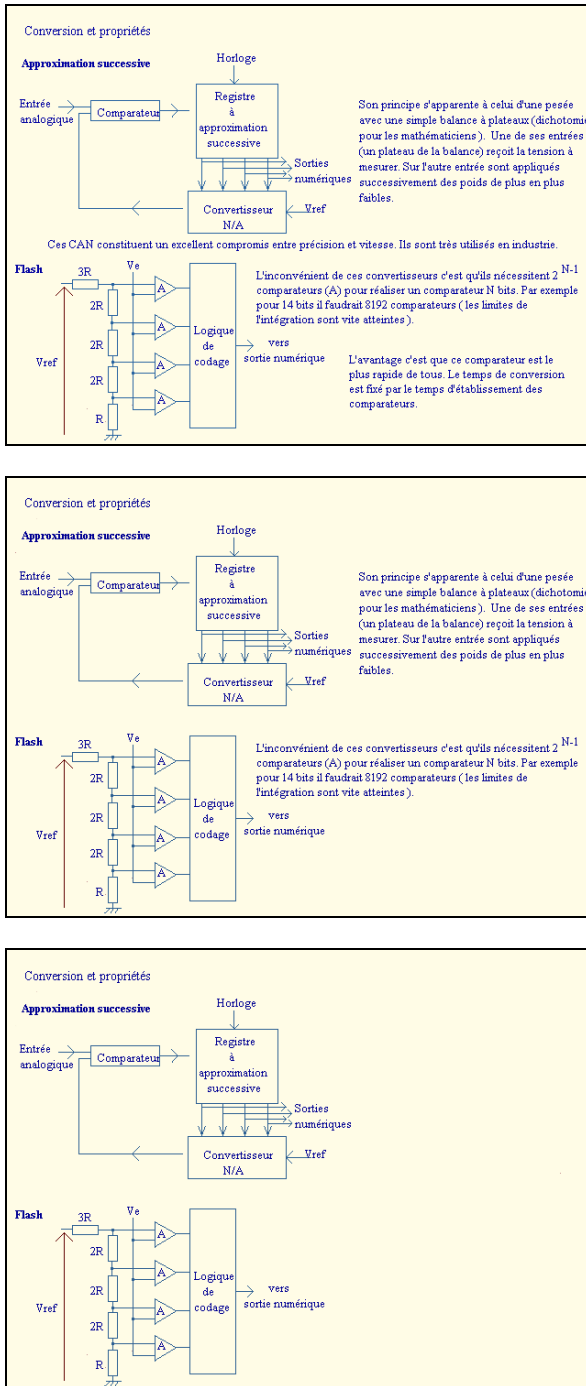 Conversion et propriétés
Approximation successive
Horloge
Entrée
analogique
Comparateur
Registre
à
approximation
successive
Sorties
numériques
Convertisseur
N/A
Vref
Son principe s'apparente à celui d'une pesée
avec une simple balance à plateaux (dichotomie
pour les mathématiciens ). Une de ses entrées
(un plateau de la balance) reçoit la tension à
mesurer. Sur l'autre entrée sont appliqués
successivement des poids de plus en plus
faibles.
Ces CAN constituent un excellent compromis entre précision et vitesse. Ils sont très utilisés en industrie.
Flash
3R
Ve
2R
2R
2R
R
Vref
A
A
A
A
Logique
de
codage
vers
sortie numérique
L'inconvénient de ces convertisseurs c'est qu'ils nécessitent 2 N-1
comparateurs (A) pour réaliser un comparateur N bits. Par exemple
pour 14 bits il faudrait 8192 comparateurs ( les limites de
l'intégration sont vite atteintes ).
L'avantage c'est que ce comparateur est le
plus rapide de tous. Le temps de conversion
est fixé par le temps d'établissement des
comparateurs.
Conversion et propriétés
Approximation successive
Horloge
Entrée
analogique
Comparateur
Registre
à
approximation
successive
Sorties
numériques
Convertisseur
N/A
Vref
Son principe s'apparente à celui d'une pesée
avec une simple balance à plateaux (dichotomie
pour les mathématiciens ). Une de ses entrées
(un plateau de la balance) reçoit la tension à
mesurer. Sur l'autre entrée sont appliqués
successivement des poids de plus en plus
faibles.
Flash
3R
Ve
2R
2R
2R
R
Vref
A
A
A
A
Logique
de
codage
vers
sortie numérique
L'inconvénient de ces convertisseurs c'est qu'ils nécessitent 2 N-1
comparateurs (A) pour réaliser un comparateur N bits. Par exemple
pour 14 bits il faudrait 8192 comparateurs ( les limites de
l'intégration sont vite atteintes ).
Conversion et propriétés
Approximation successive
Horloge
Entrée
analogique
Comparateur
Registre
à
approximation
successive
Sorties
numériques
Convertisseur
N/A
Vref
Flash
3R
Ve
2R
2R
2R
R
Vref
A
A
A
A
Logique
de
codage
vers
sortie numérique